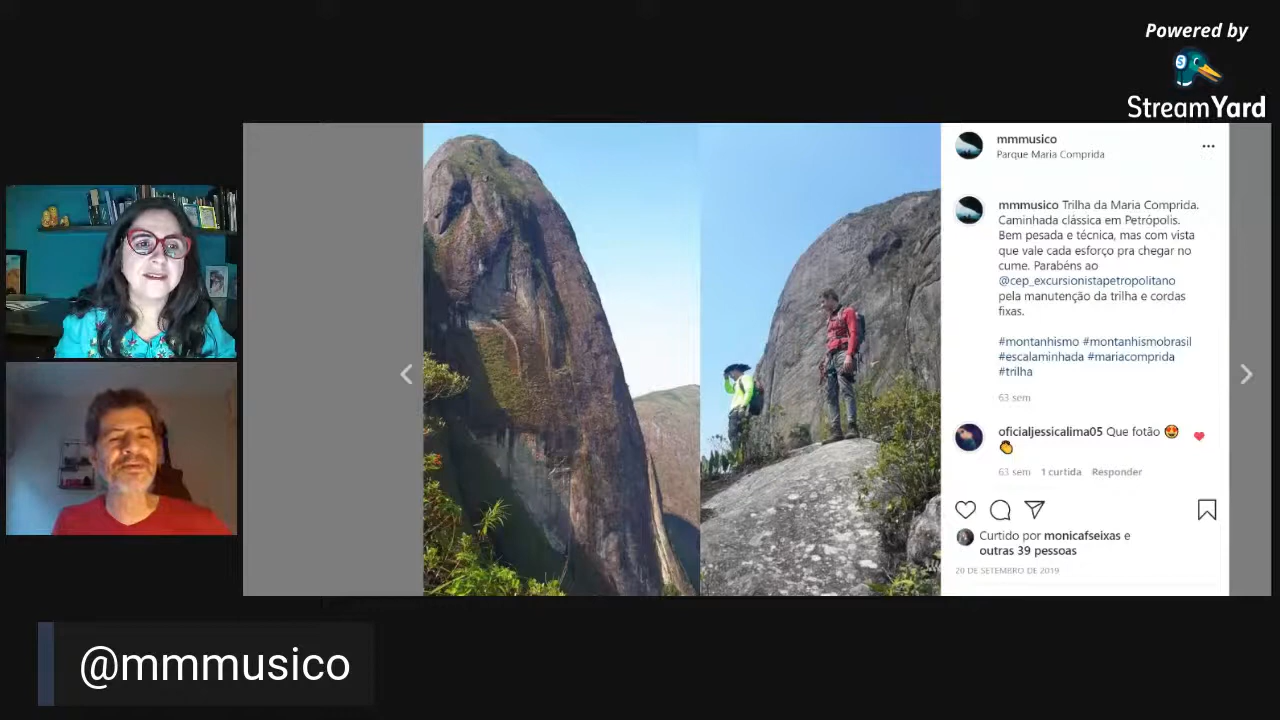 Powered by
StreamYard
mmmusico
Parque Maria Comprida
mmmusico Trilha da Maria Comprida.
Caminhada clássica em Petrópolis.
Bem pesada e técnica, mas com vista
que vale cada esforço pra chegar no
cume. Parabéns ao
@cep_excursionistapetropolitano
pela manutenção da trilha e cordas
fixas.
#montanhismo #montanhismobrasil
#escalaminhada #mariacomprida
#trilha
63 sem
oficialjessicalima05 Que fotão 😍
👏
63 sem 1 curtida Responder
Curtido por monicafseixas e
outras 39 pessoas
20 DE SETEMBRO DE 2019
@mmmusico